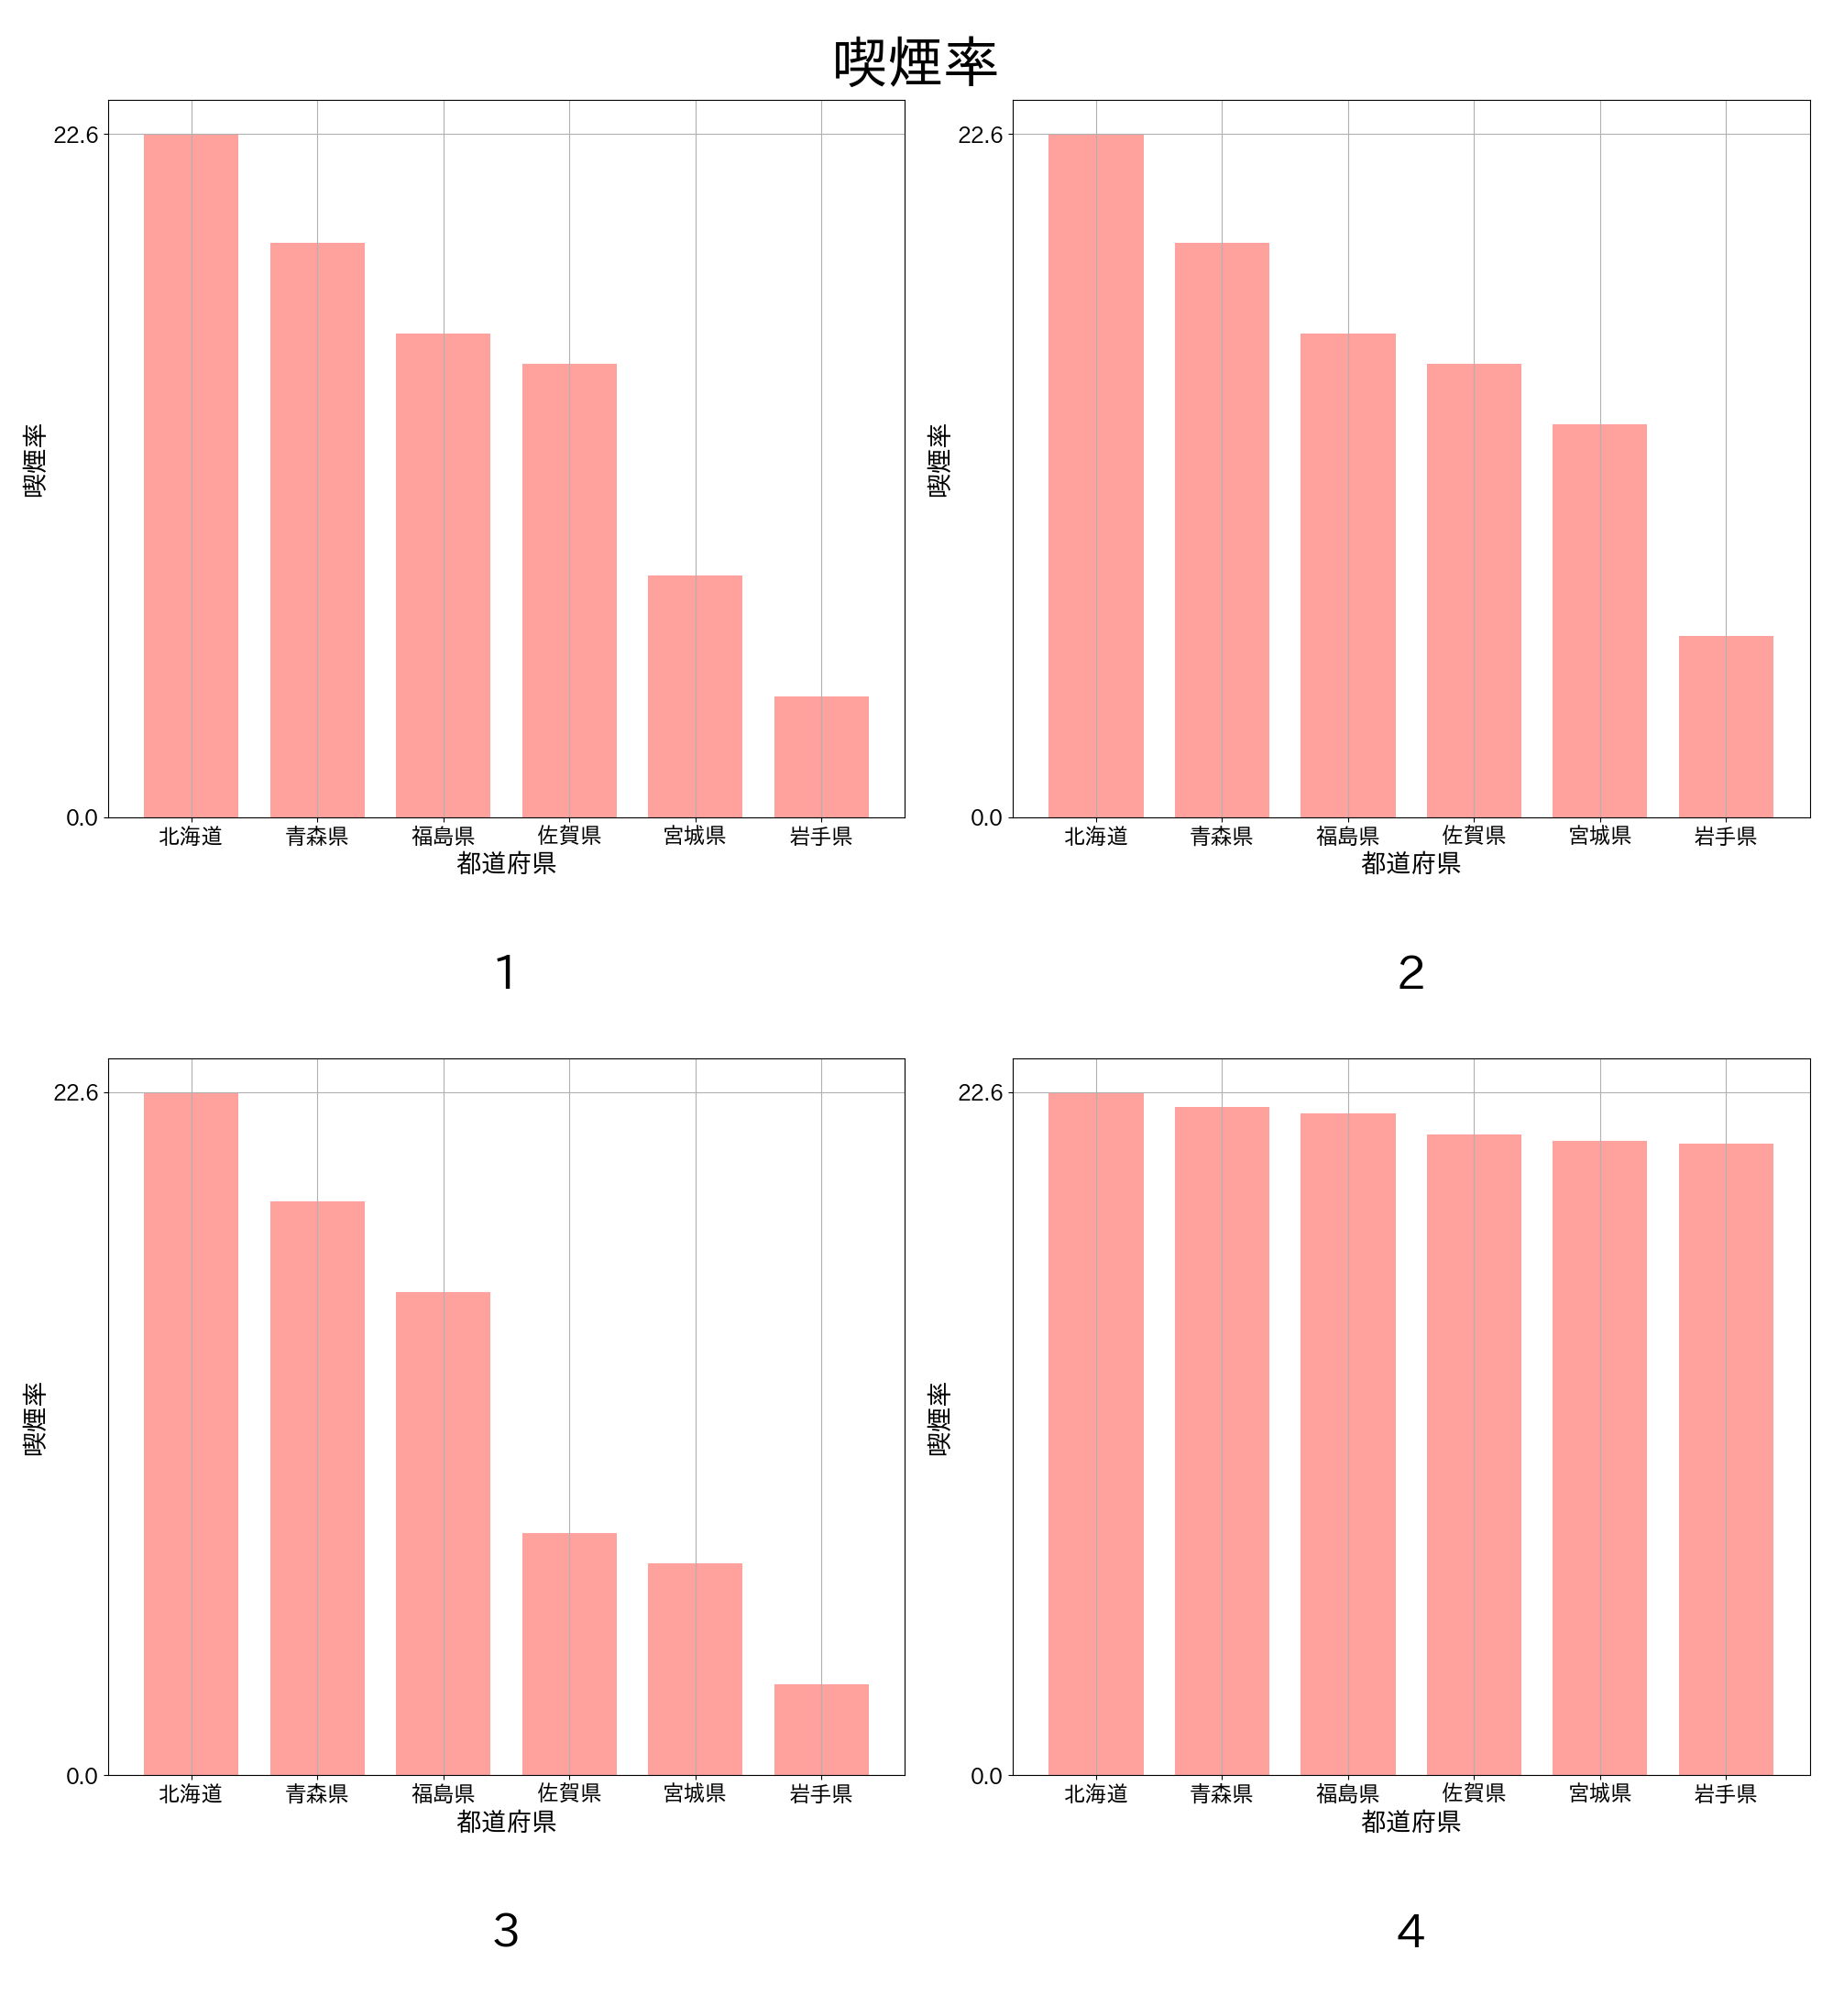 喫煙率
22.6
喫煙率
0.0
北海道 青森県 福島県 佐賀県 宮城県 岩手県
都道府県
1
22.6
喫煙率
0.0
北海道 青森県 福島県 佐賀県 宮城県 岩手県
都道府県
2
22.6
喫煙率
0.0
北海道 青森県 福島県 佐賀県 宮城県 岩手県
都道府県
3
22.6
喫煙率
0.0
北海道 青森県 福島県 佐賀県 宮城県 岩手県
都道府県
4